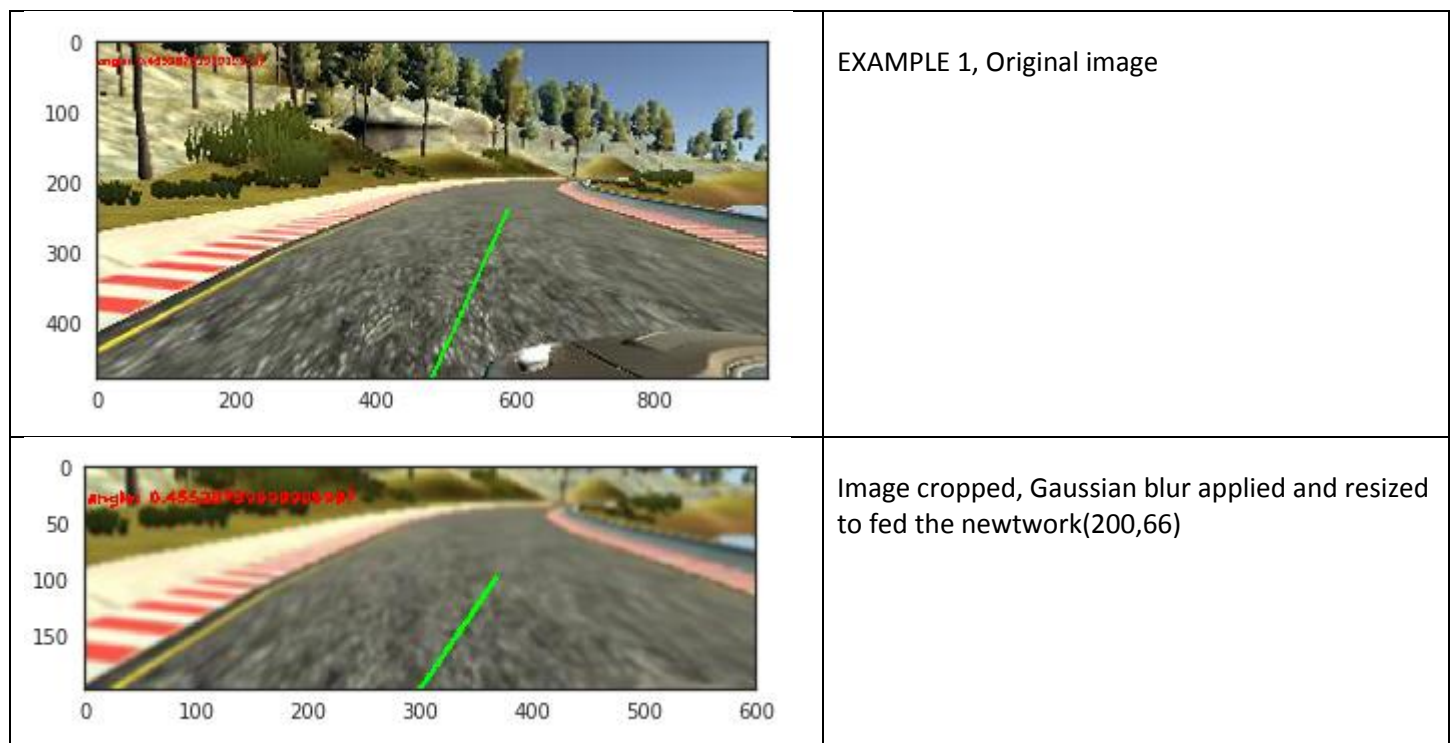 0
100
200
300
400
0 200 400 600 800
EXAMPLE 1, Original image
0
50
100
150
angle:
0 100 200 300 400 500 600
Image cropped, Gaussian blur applied and resized
to fed the newtwork(200,66)